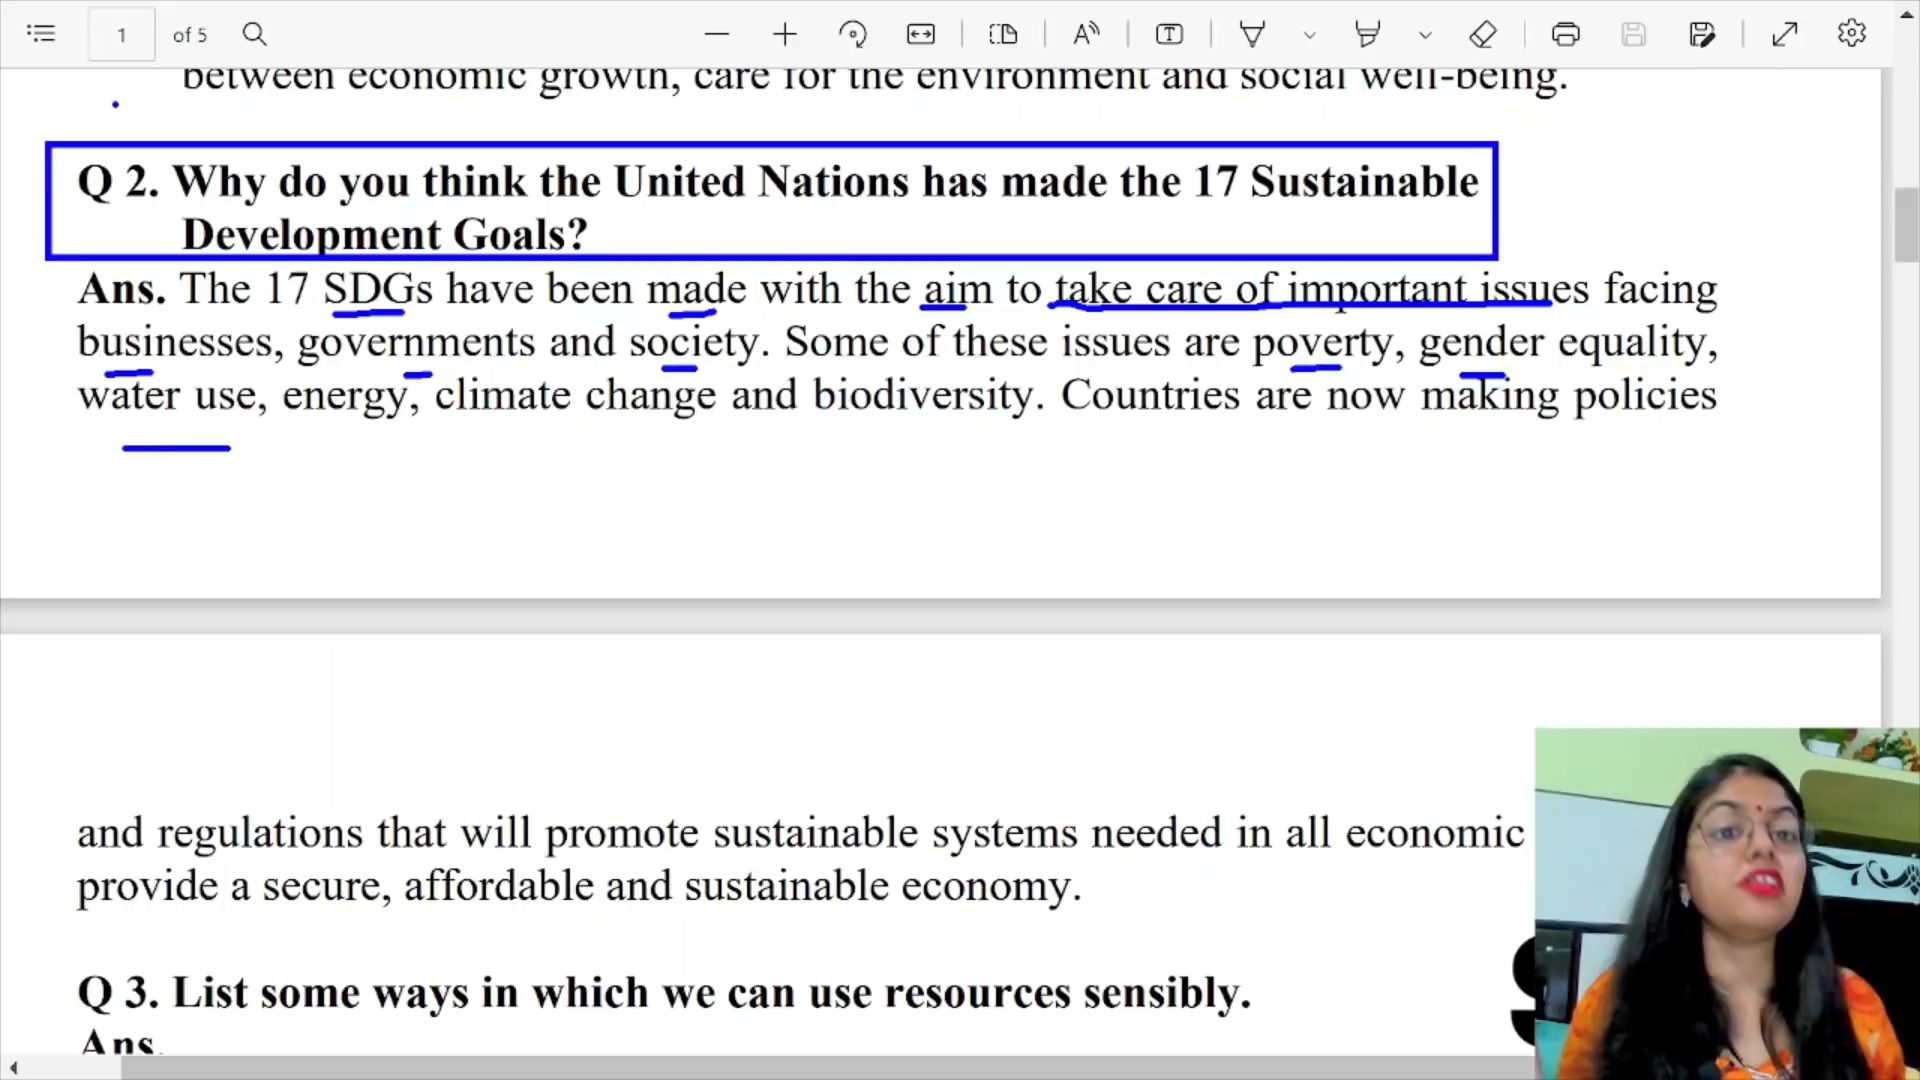 1 of 5
between economic growth, care for the environment and social well-being.
Q 2. Why do you think the United Nations has made the 17 Sustainable
Development Goals?
Ans. The 17 SDGs have been made with the aim to take care of important issues facing
businesses, governments and society. Some of these issues are poverty, gender equality,
water use, energy, climate change and biodiversity. Countries are now making policies
and regulations that will promote sustainable systems needed in all economic
provide a secure, affordable and sustainable economy.
Q 3. List some ways in which we can use resources sensibly.
Ans.